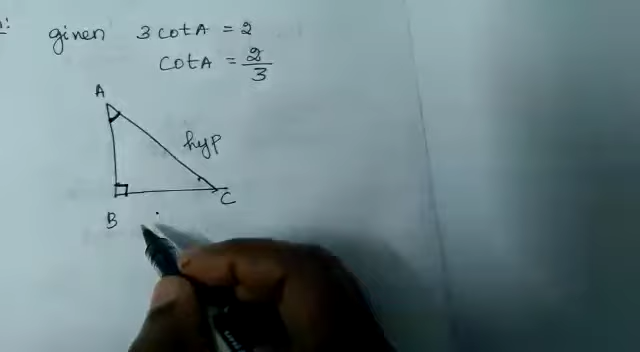 given 3 cotA = 2
cotA = 2/3
A
hyp
B
C